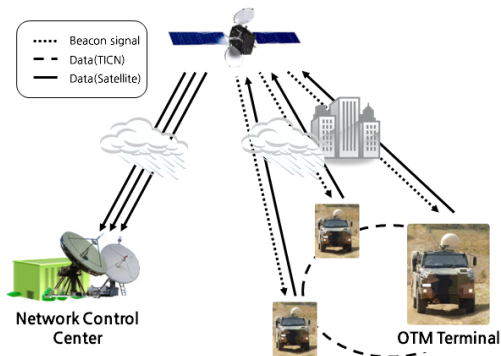 Beacon signal
Data(TICN)
Data(Satellite)
Network Control
Center
OTM Terminal